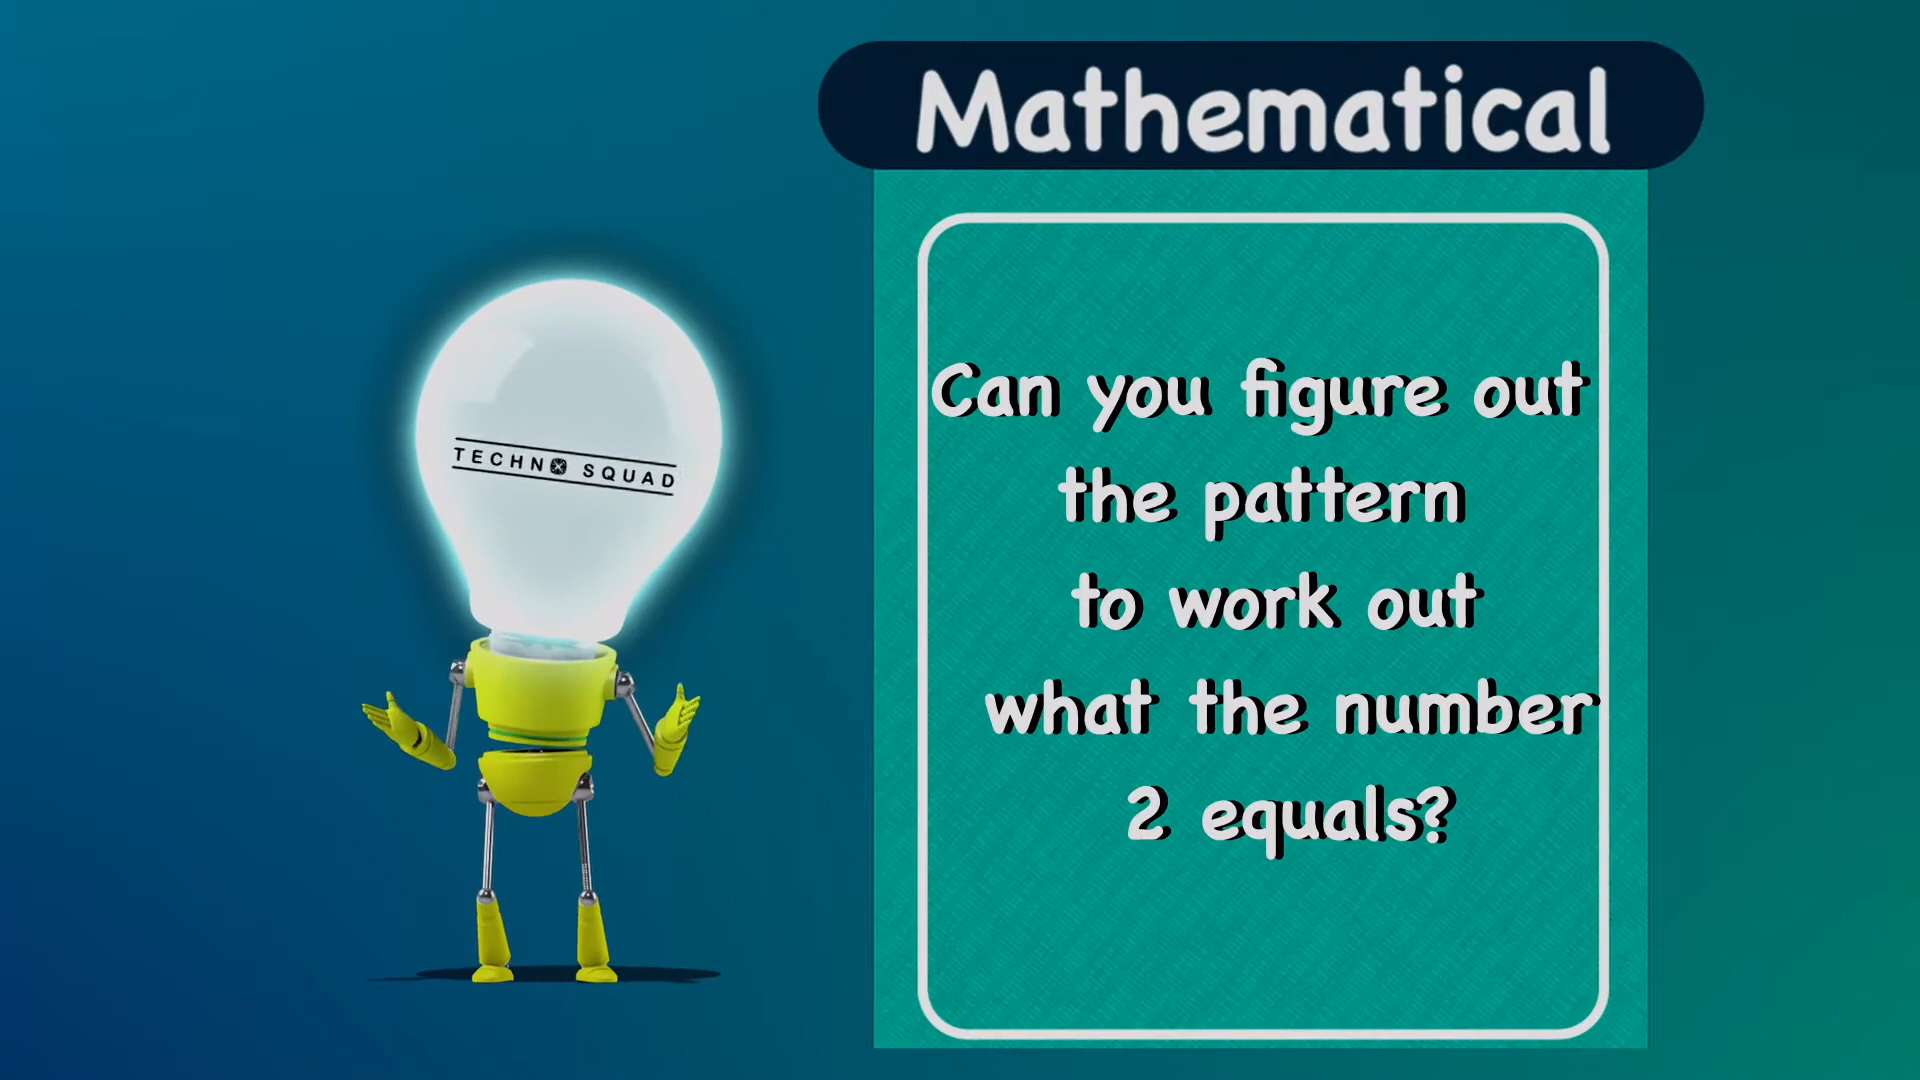 Mathematical
TECHNO SQUAD
Can you figure out
the pattern
to work out
what the number
2 equals?